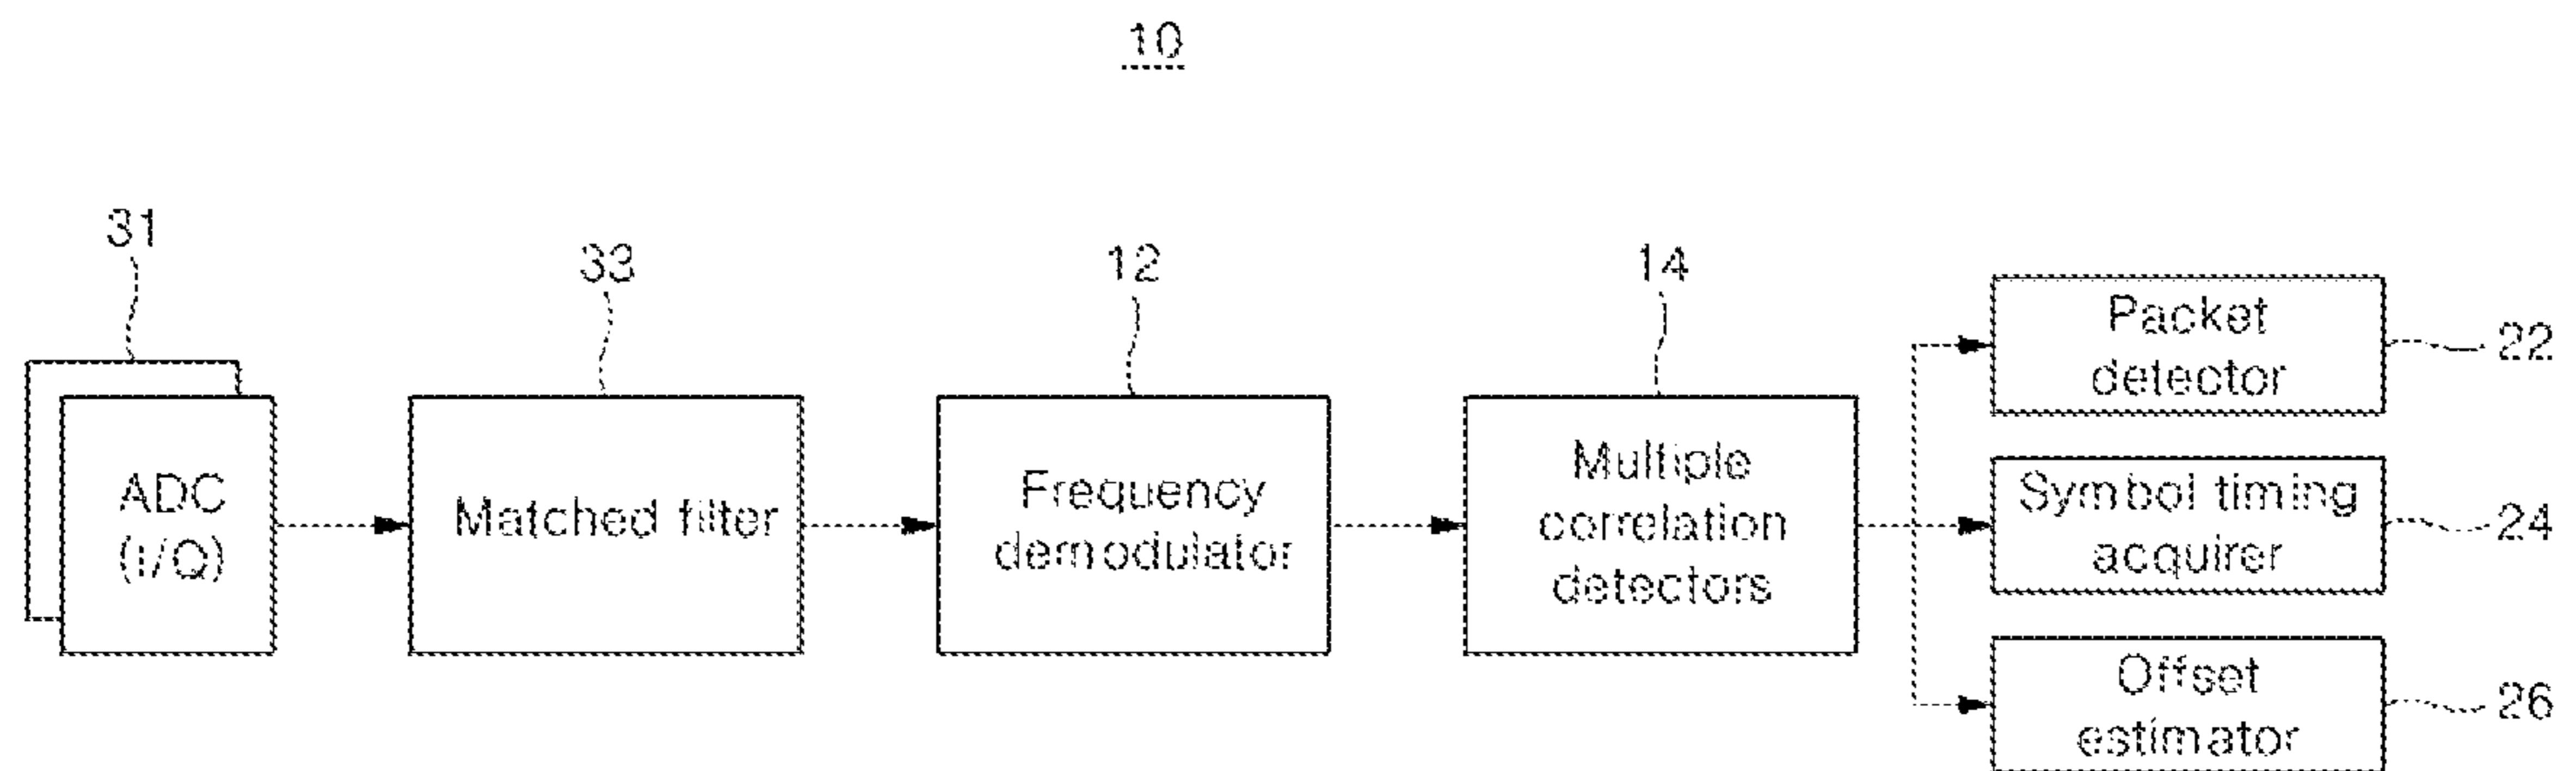 10
31
33
12
14
ADC
(I/Q)
Matched filter
Frequency
demodulator
Multiple
correlation
detectors
Packet
detector
22
Symbol timing
acquirer
24
Offset
estimator
26